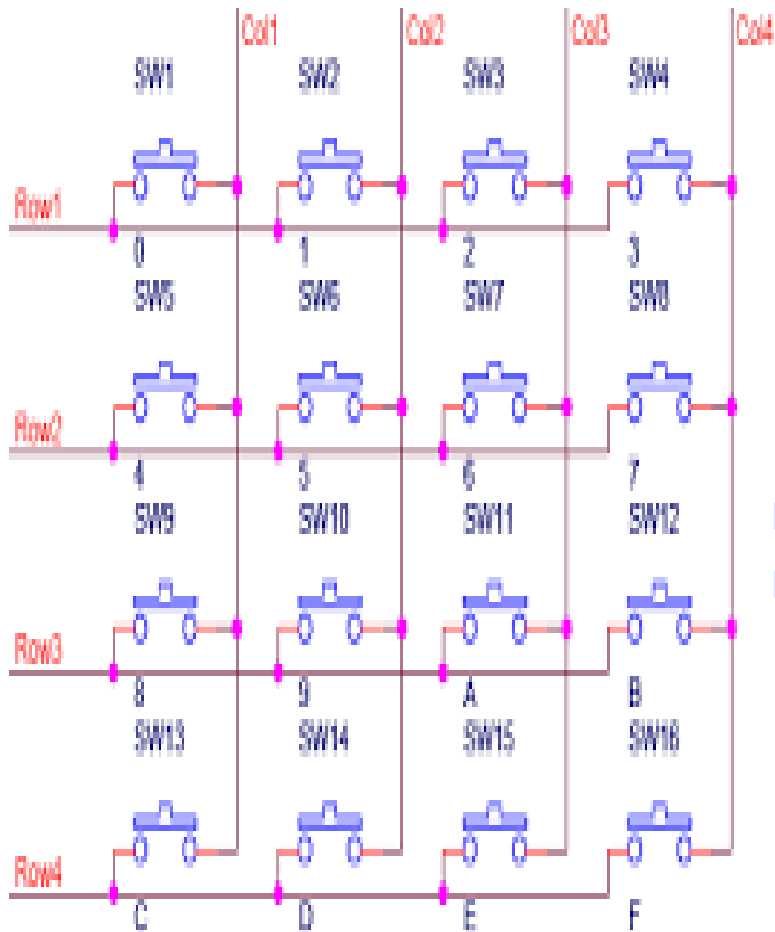 Col1 Col2 Col3 Col4
SW1 SW2 SW3 SW4
Row1
0 1 2 3
SW5 SW6 SW7 SW8
Row2
4 5 6 7
SW9 SW10 SW11 SW12
Row3
8 9 A B
SW13 SW14 SW15 SW16
Row4
C D E F